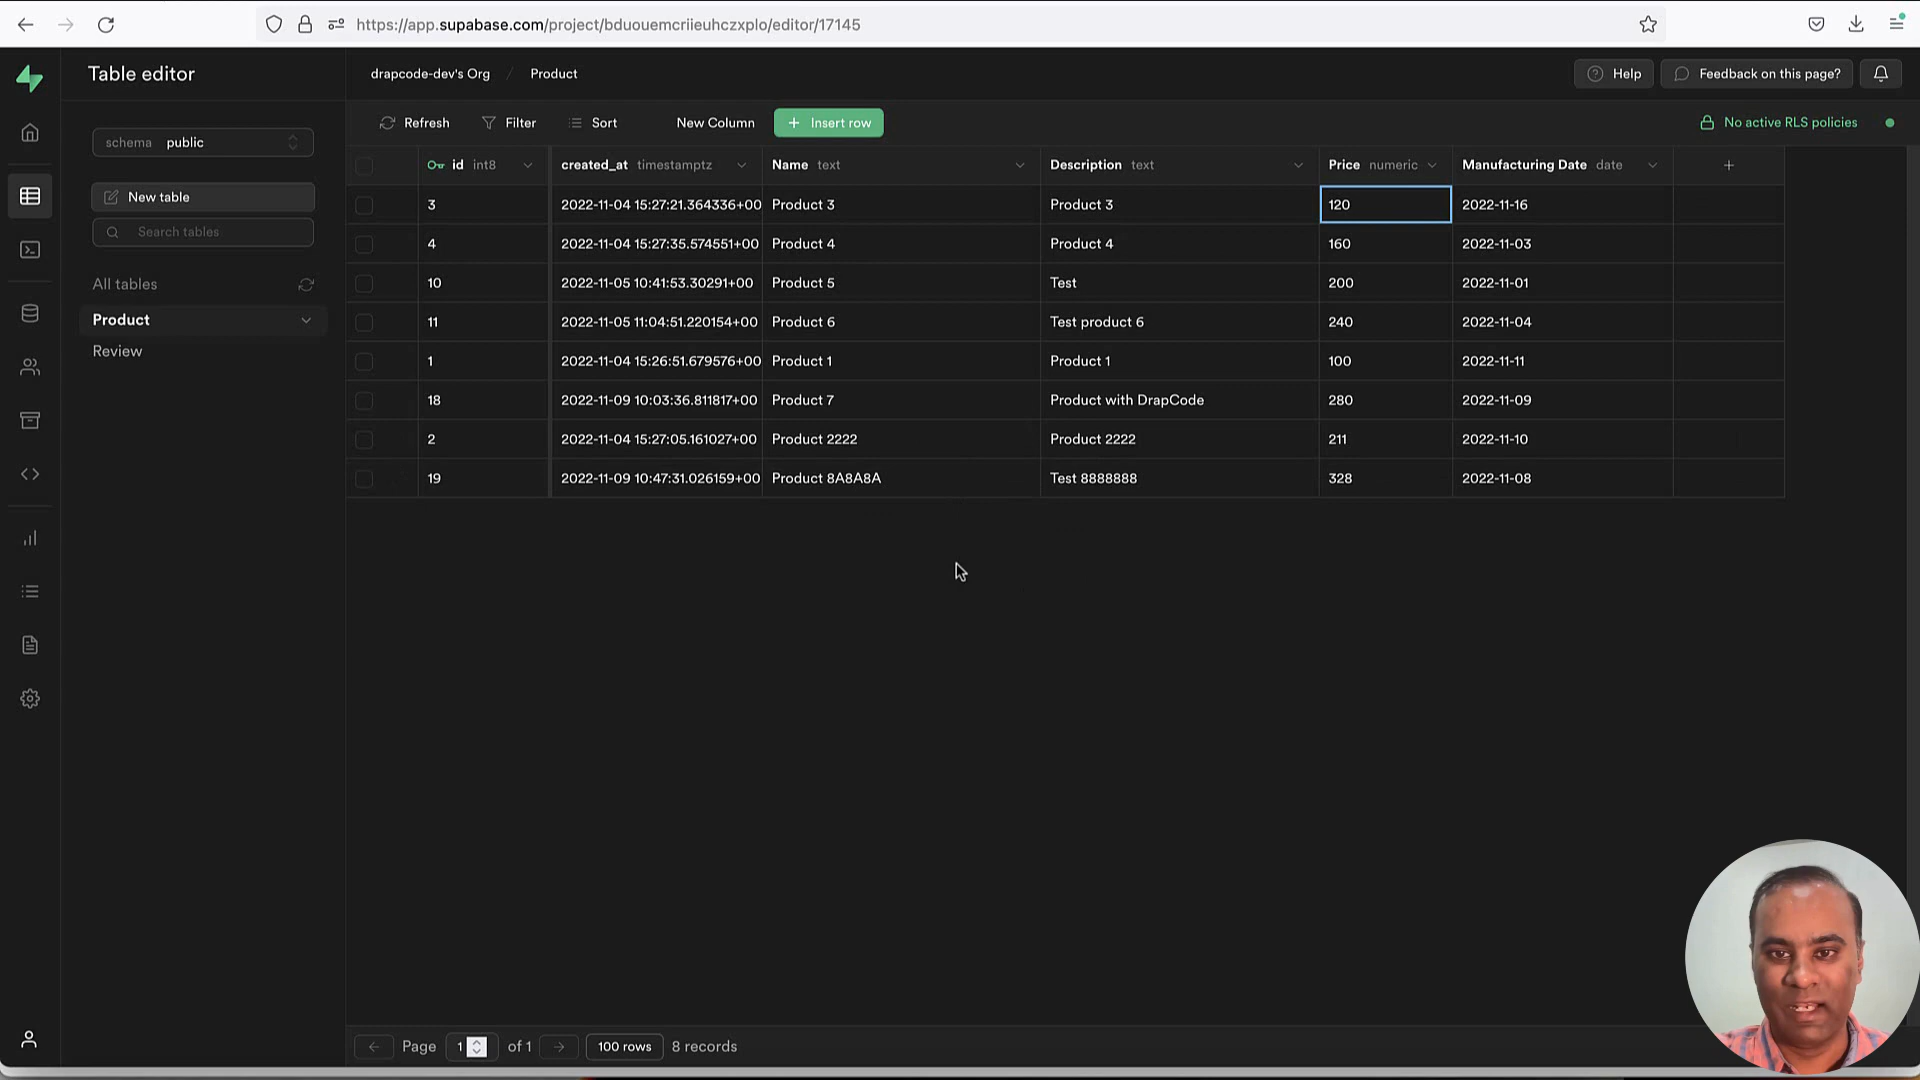 https://app.supabase.com/project/bduouemcriieuhczxplo/editor/17145
Table editor
drapcode-dev's Org / Product
Help
Feedback on this page?
schema public
Refresh
Filter
Sort
New Column
+ Insert row
No active RLS policies
id int8
created_at timestamptz
Name text
Description text
Price numeric
Manufacturing Date date
+
New table
Search tables
All tables
Product
Review
3 2022-11-04 15:27:21.364336+00 Product 3 Product 3 120 2022-11-16
4 2022-11-04 15:27:35.574551+00 Product 4 Product 4 160 2022-11-03
10 2022-11-05 10:41:53.30291+00 Product 5 Test 200 2022-11-01
11 2022-11-05 11:04:51.220154+00 Product 6 Test product 6 240 2022-11-04
1 2022-11-04 15:26:51.679576+00 Product 1 Product 1 100 2022-11-11
18 2022-11-09 10:03:36.811817+00 Product 7 Product with DrapCode 280 2022-11-09
2 2022-11-04 15:27:05.161027+00 Product 2222 Product 2222 211 2022-11-10
19 2022-11-09 10:47:31.026159+00 Product 8A8A8A Test 8888888 328 2022-11-08
Page 1 of 1
100 rows
8 records